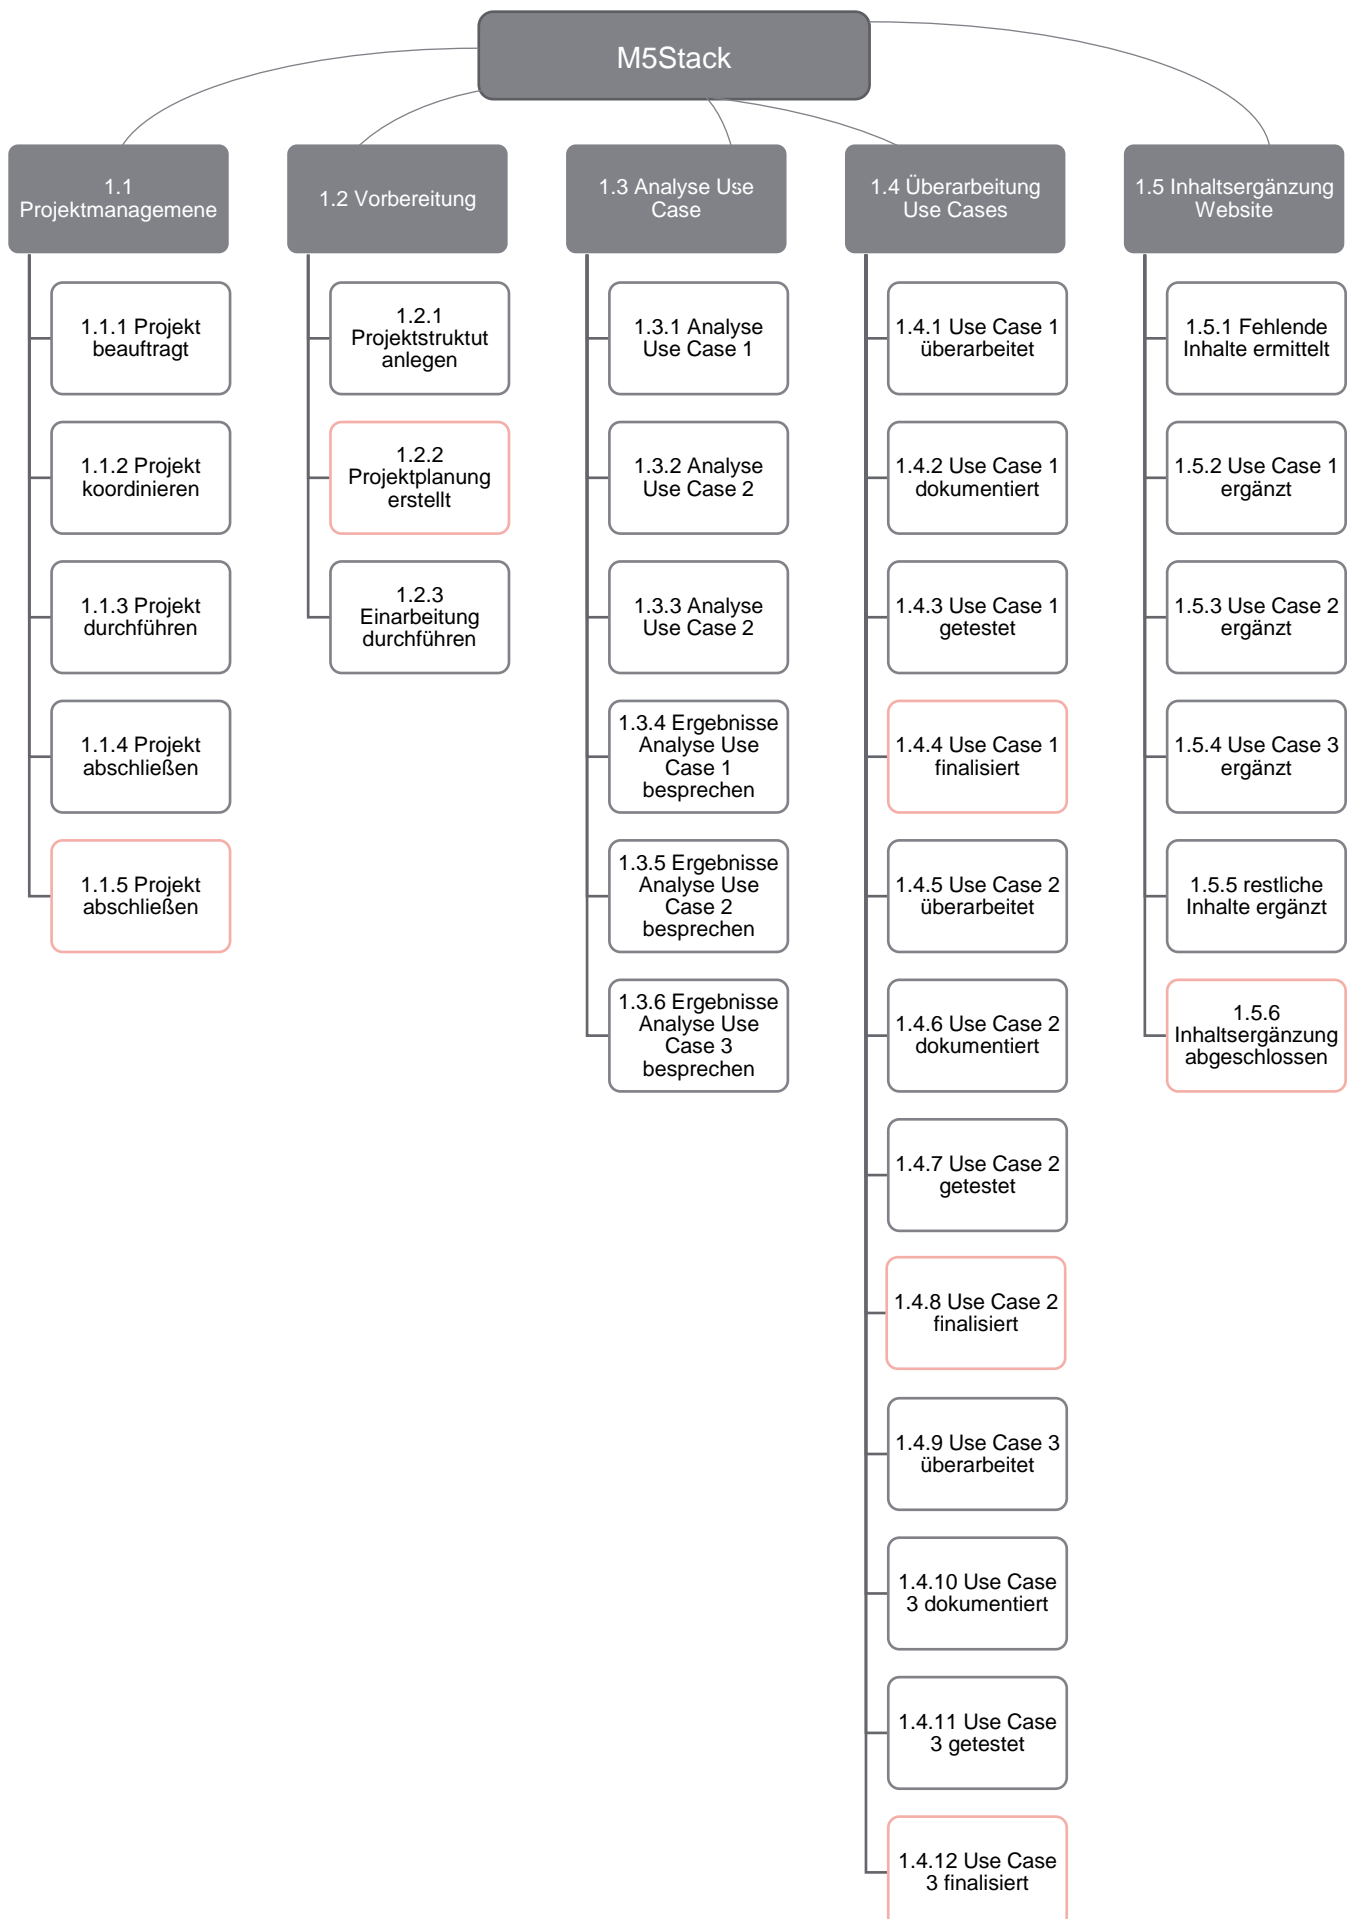 M5Stack
1.1
Projektmanagemene
1.1.1 Projekt
beauftragt
1.1.2 Projekt
koordinieren
1.1.3 Projekt
durchführen
1.1.4 Projekt
abschließen
1.1.5 Projekt
abschließen
1.2 Vorbereitung
1.2.1
Projektstruktut
anlegen
1.2.2
Projektplanung
erstellt
1.2.3
Einarbeitung
durchführen
1.3 Analyse Use
Case
1.3.1 Analyse
Use Case 1
1.3.2 Analyse
Use Case 2
1.3.3 Analyse
Use Case 2
1.3.4 Ergebnisse
Analyse Use
Case 1
besprechen
1.3.5 Ergebnisse
Analyse Use
Case 2
besprechen
1.3.6 Ergebnisse
Analyse Use
Case 3
besprechen
1.4 Überarbeitung
Use Cases
1.4.1 Use Case 1
überarbeitet
1.4.2 Use Case 1
dokumentiert
1.4.3 Use Case 1
getestet
1.4.4 Use Case 1
finalisiert
1.4.5 Use Case 2
überarbeitet
1.4.6 Use Case 2
dokumentiert
1.4.7 Use Case 2
getestet
1.4.8 Use Case 2
finalisiert
1.4.9 Use Case 3
überarbeitet
1.4.10 Use Case
3 dokumentiert
1.4.11 Use Case
3 getestet
1.4.12 Use Case
3 finalisiert
1.5 Inhaltsergänzung
Website
1.5.1 Fehlende
Inhalte ermittelt
1.5.2 Use Case 1
ergänzt
1.5.3 Use Case 2
ergänzt
1.5.4 Use Case 3
ergänzt
1.5.5 restliche
Inhalte ergänzt
1.5.6
Inhaltsergänzung
abgeschlossen